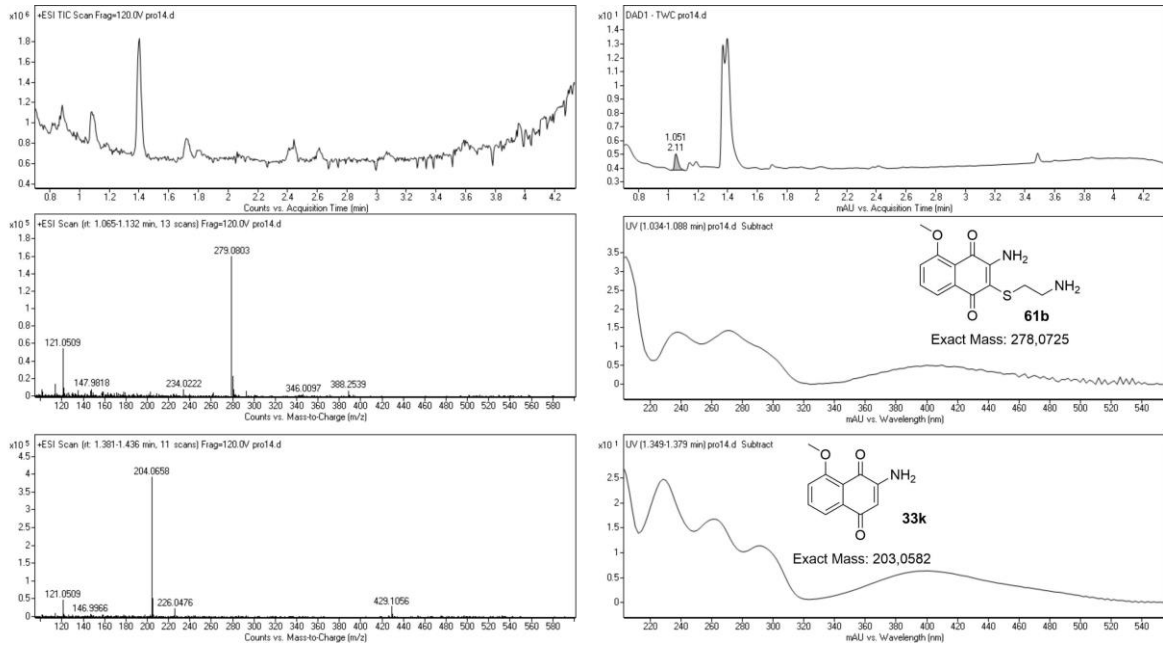 +ESI TIC Scan Frag=120.0V pro14.d
x10 6
1.8
1.6
1.4
1.2
1
0.8
0.6
0.4
0.8 1 1.2 1.4 1.6 1.8 2 2.2 2.4 2.6 2.8 3 3.2 3.4 3.6 3.8 4 4.2
Counts vs. Acquisition Time (min)
DAD1 - TWC pro14.d
x10 1
1.4
1.3
1.2
1.1
1
0.9
0.8
0.7
0.6
0.5
0.4
0.3
1.051
2.11
0.8 1 1.2 1.4 1.6 1.8 2 2.2 2.4 2.6 2.8 3 3.2 3.4 3.6 3.8 4 4.2
mAU vs. Acquisition Time (min)
+ESI Scan (rt: 1.065-1.132 min, 13 scans) Frag=120.0V pro14.d
x10 5
1.8
1.6
1.4
1.2
1
0.8
0.6
0.4
0.2
0
279.0803
121.0509
147.9818
234.0222
346.0097
388.2539
120 140 160 180 200 220 240 260 280 300 320 340 360 380 400 420 440 460 480 500 520 540 560 580
Counts vs. Mass-to-Charge (m/z)
UV (1.034-1.088 min) pro14.d Subtract
3.5
3
2.5
2
1.5
1
0.5
0
O
O
NH2
S
NH2
O
61b
Exact Mass: 278,0725
220 240 260 280 300 320 340 360 380 400 420 440 460 480 500 520 540
mAU vs. Wavelength (nm)
+ESI Scan (rt: 1.381-1.436 min, 11 scans) Frag=120.0V pro14.d
x10 5
4.5
4
3.5
3
2.5
2
1.5
1
0.5
0
204.0658
121.0509
146.9966
226.0476
429.1056
120 140 160 180 200 220 240 260 280 300 320 340 360 380 400 420 440 460 480 500 520 540 560 580
Counts vs. Mass-to-Charge (m/z)
UV (1.349-1.379 min) pro14.d Subtract
x10 1
2.5
2
1.5
1
0.5
0
O
O
NH2
O
33k
Exact Mass: 203,0582
220 240 260 280 300 320 340 360 380 400 420 440 460 480 500 520 540
mAU vs. Wavelength (nm)